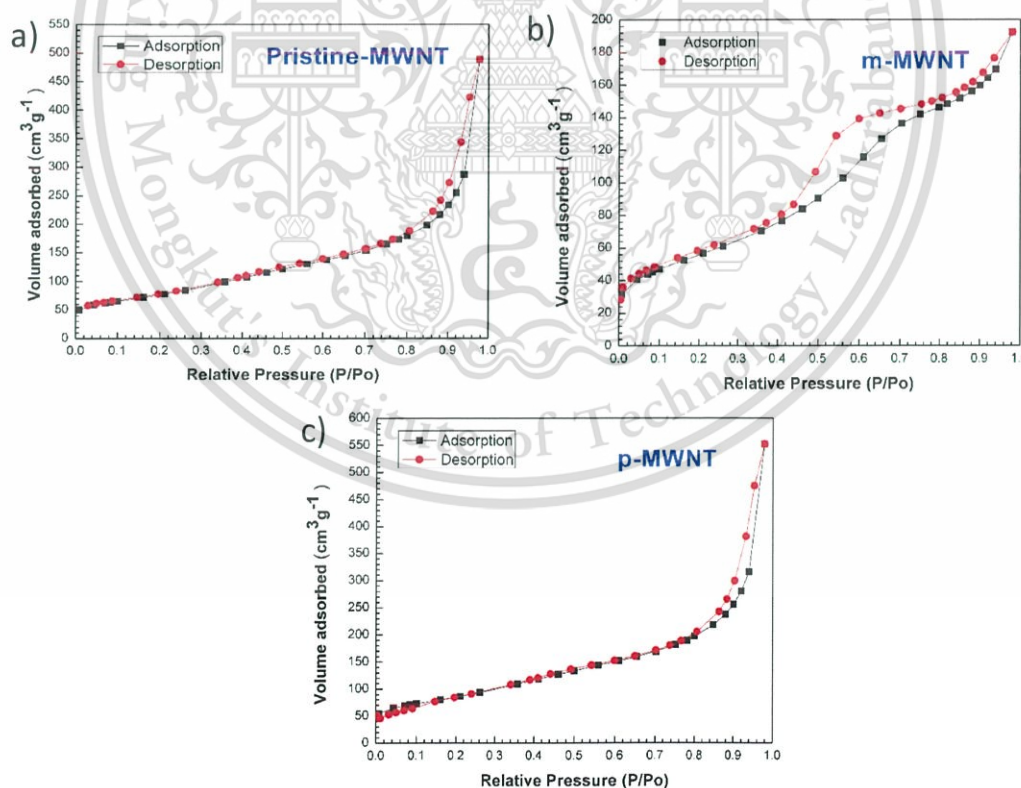 a)
Pristine-MWNT
Adsorption
Desorption
550
500
450
400
350
300
250
200
150
100
50
0
Volume adsorbed (cm³g⁻¹)
0.0 0.1 0.2 0.3 0.4 0.5 0.6 0.7 0.8 0.9 1.0
Relative Pressure (P/Po)
b)
m-MWNT
Adsorption
Desorption
200
180
160
140
120
100
80
60
40
20
0
Volume adsorbed (cm³g⁻¹)
0.0 0.1 0.2 0.3 0.4 0.5 0.6 0.7 0.8 0.9 1.
Relative Pressure (P/Po)
c)
p-MWNT
Adsorption
Desorption
600
550
500
450
400
350
300
250
200
150
100
50
0
Volume adsorbed (cm³g⁻¹)
0.0 0.1 0.2 0.3 0.4 0.5 0.6 0.7 0.8 0.9 1.0
Relative Pressure (P/Po)
King Mongkut's Institute of Technology Ladkrabang